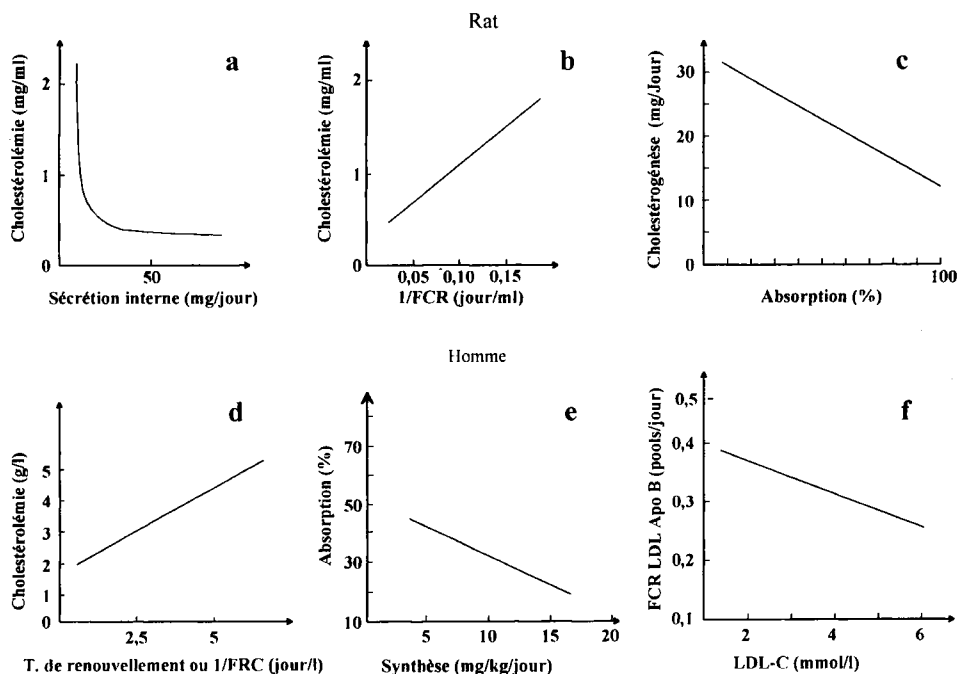 Rat
a
Cholestérolémie (mg/ml)
2
1
0
50
Sécrétion interne (mg/jour)
b
Cholestérolémie (mg/ml)
2
1
0
0,05 0,10 0,15
1/FCR (jour/ml)
c
Cholestérogénèse (mg/Jour)
30
20
10
0
100
Absorption (%)
Homme
d
Cholestérolémie (g/l)
5
4
3
2
1
0
2,5 5
T. de renouvellement ou 1/FRC (jour/l)
e
Absorption (%)
70
50
30
10
5 10 15 20
Synthèse (mg/kg/jour)
f
FCR LDL Apo B (pools/jour)
0,5
0,4
0,3
0,2
0,1
2 4 6
LDL-C (mmol/l)